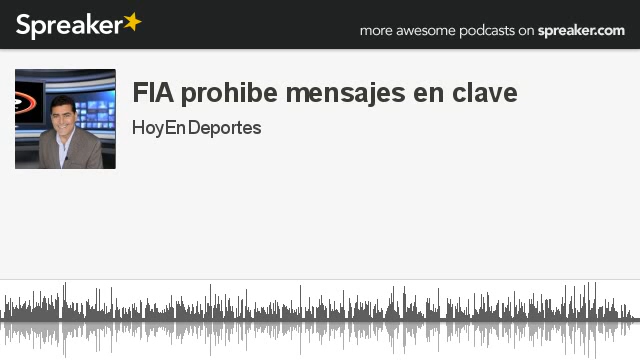 Spreaker
more awesome podcasts on spreaker.com
FIA prohibe mensajes en clave
HoyEnDeportes